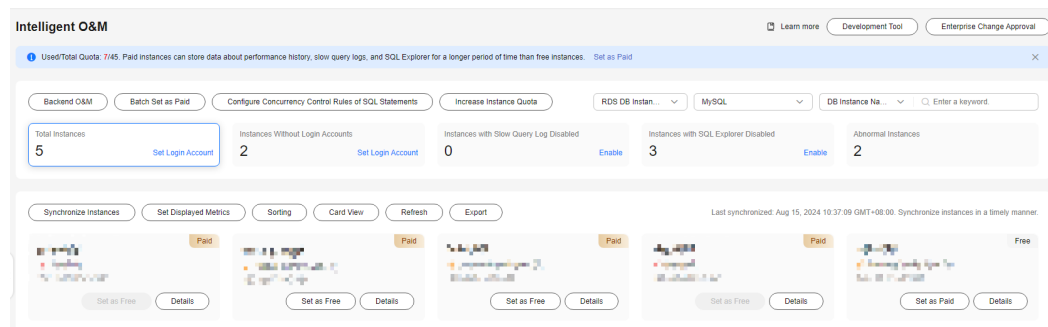 Intelligent O&M
Learn more
Development Tool
Enterprise Change Approval
Used/Total Quota: 7/45. Paid instances can store data about performance history, slow query logs, and SQL Explorer for a longer period of time than free instances. Set as Paid
Backend O&M
Batch Set as Paid
Configure Concurrency Control Rules of SQL Statements
Increase Instance Quota
RDS DB Instan...
MySQL
DB Instance Na...
Enter a keyword.
Total Instances
5
Set Login Account
Instances Without Login Accounts
2
Set Login Account
Instances with Slow Query Log Disabled
0
Enable
Instances with SQL Explorer Disabled
3
Enable
Abnormal Instances
2
Synchronize Instances
Set Displayed Metrics
Sorting
Card View
Refresh
Export
Last synchronized: Aug 15, 2024 10:37:09 GMT+08:00. Synchronize instances in a timely manner.
Paid
Set as Free
Details
Paid
Set as Free
Details
Paid
Set as Free
Details
Paid
Set as Free
Details
Free
Set as Paid
Details